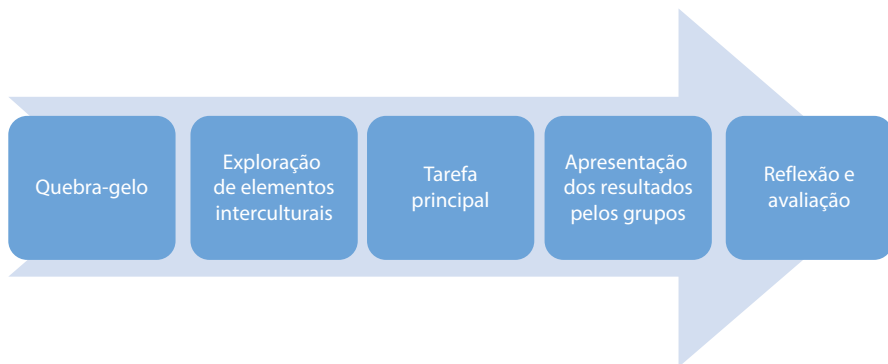 Quebra-gelo
Exploração
de elementos
interculturais
Tarefa
principal
Apresentação
dos resultados
pelos grupos
Reflexão e
avaliação